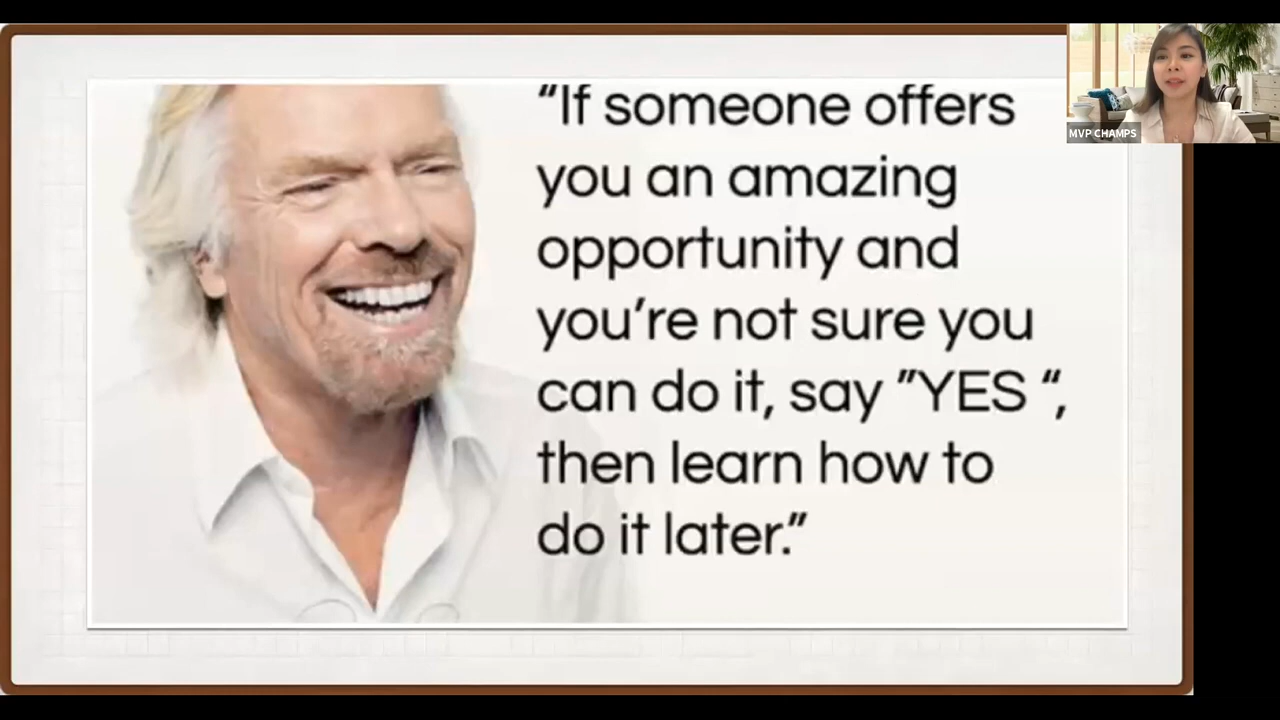 “If someone offers
you an amazing
opportunity and
you’re not sure you
can do it, say ”YES “,
then learn how to
do it later.”
MVP CHAMPS